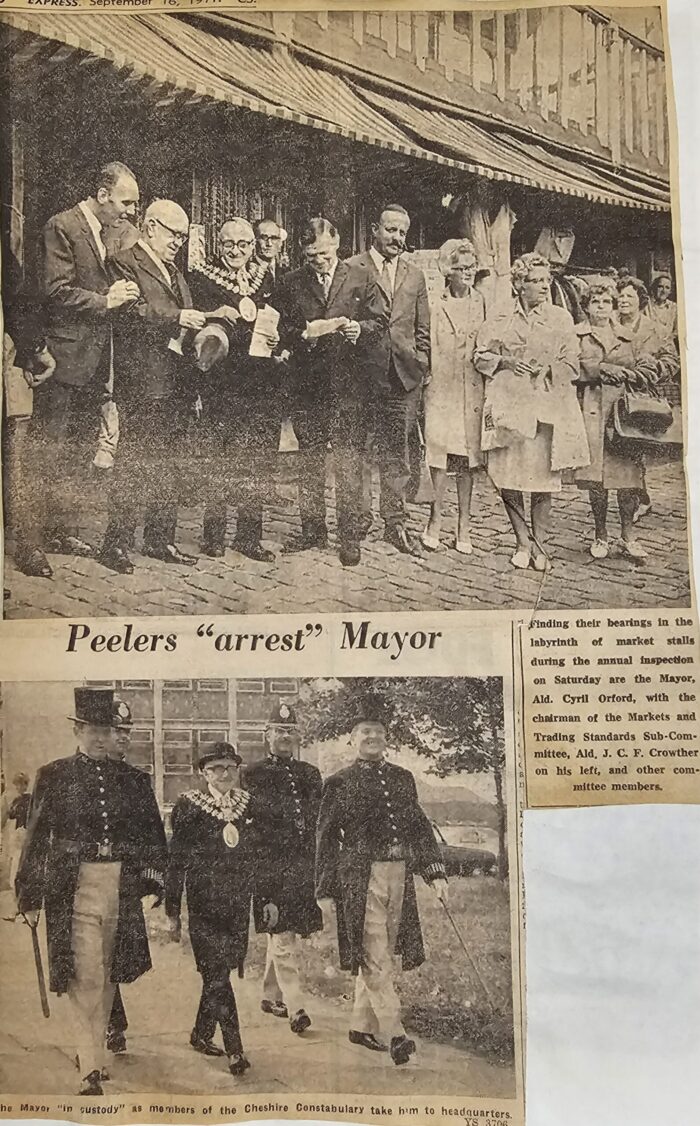 EXPRESS. September 16, 1971. C5.
Peelers "arrest" Mayor
Finding their bearings in the
labyrinth of market stalls
during the annual inspection
on Saturday are the Mayor,
Ald. Cyril Orford, with the
chairman of the Markets and
Trading Standards Sub-Com-
mittee, Ald. J. C. F. Crowther
on his left, and other com-
mittee members.
he Mayor "in custody" as members of the Cheshire Constabulary take him to headquarters.
YS 3706